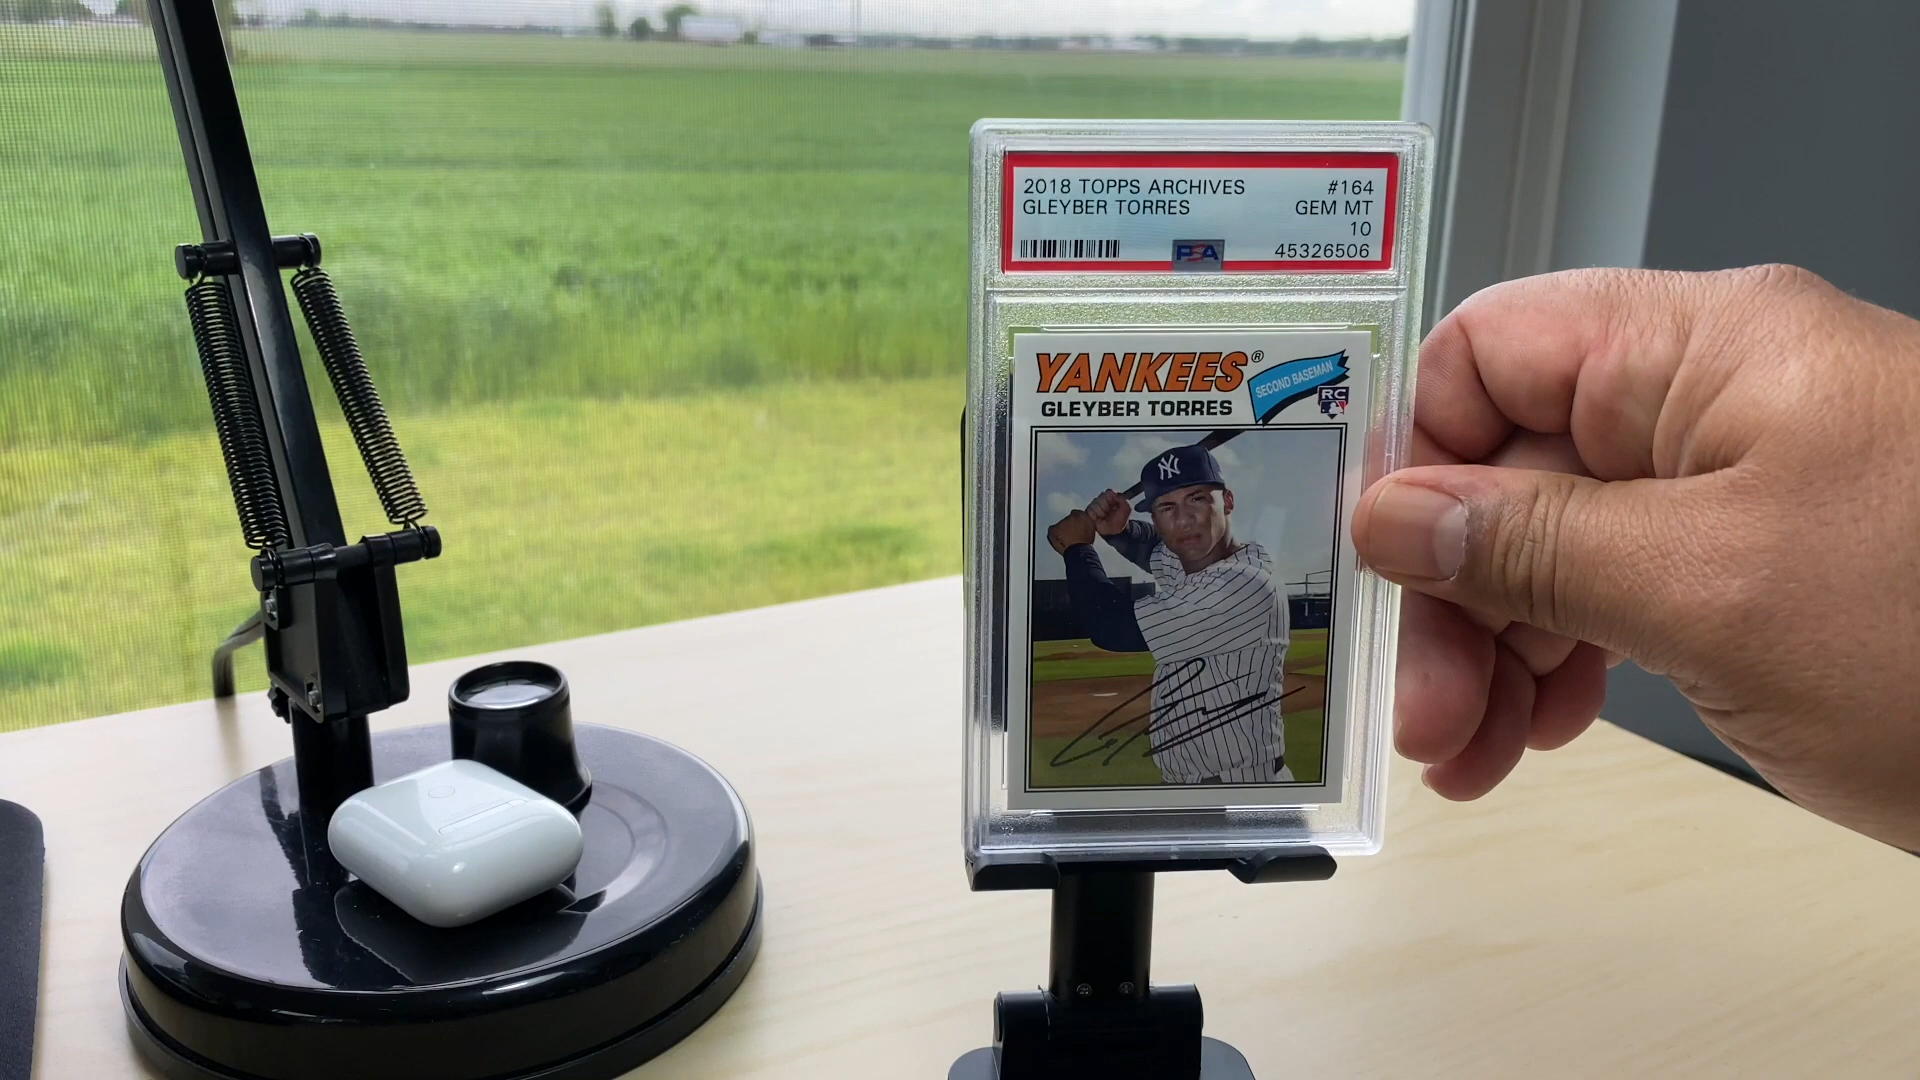 2018 TOPPS ARCHIVES #164
GLEYBER TORRES GEM MT
10
PSA 45326506
YANKEES®
SECOND BASEMAN
RC
GLEYBER TORRES
NY